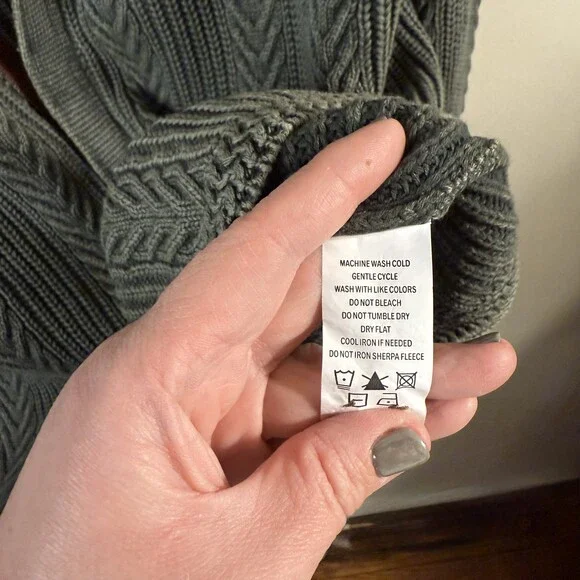 MACHINE WASH COLD
GENTLE CYCLE
WASH WITH LIKE COLORS
DO NOT BLEACH
DO NOT TUMBLE DRY
DRY FLAT
COOL IRON IF NEEDED
DO NOT IRON SHERPA FLEECE